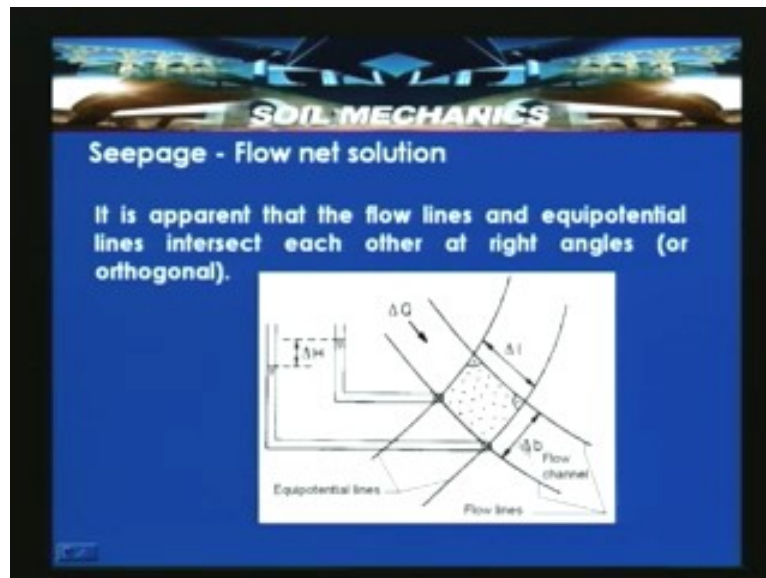 SOIL MECHANICS
Seepage - Flow net solution
It is apparent that the flow lines and equipotential
lines intersect each other at right angles (or
orthogonal).
ΔQ
ΔH
Δl
Δb
Flow
channel
Equipotential lines
Flow lines